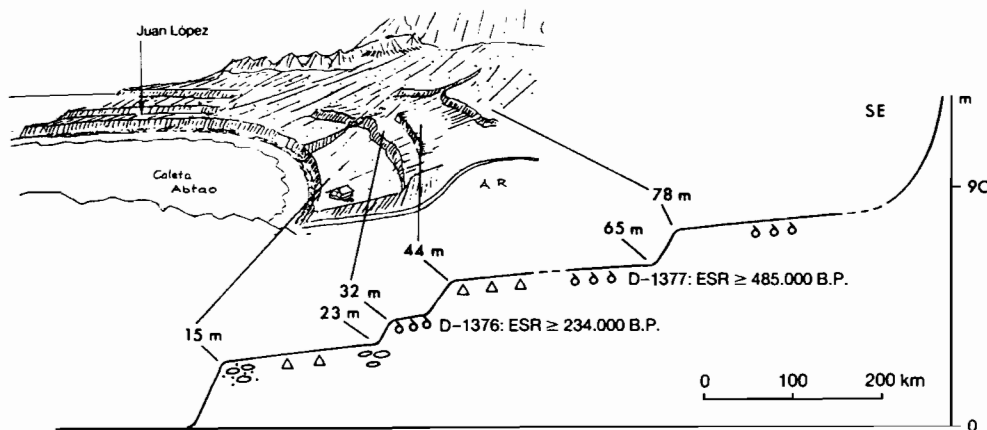 Juan López
Caleta
Abtao
A R
SE
m
90
78 m
65 m
44 m
D-1377: ESR ≥ 485.000 B.P.
32 m
23 m
D-1376: ESR ≥ 234.000 B.P.
15 m
0 100 200 km
0